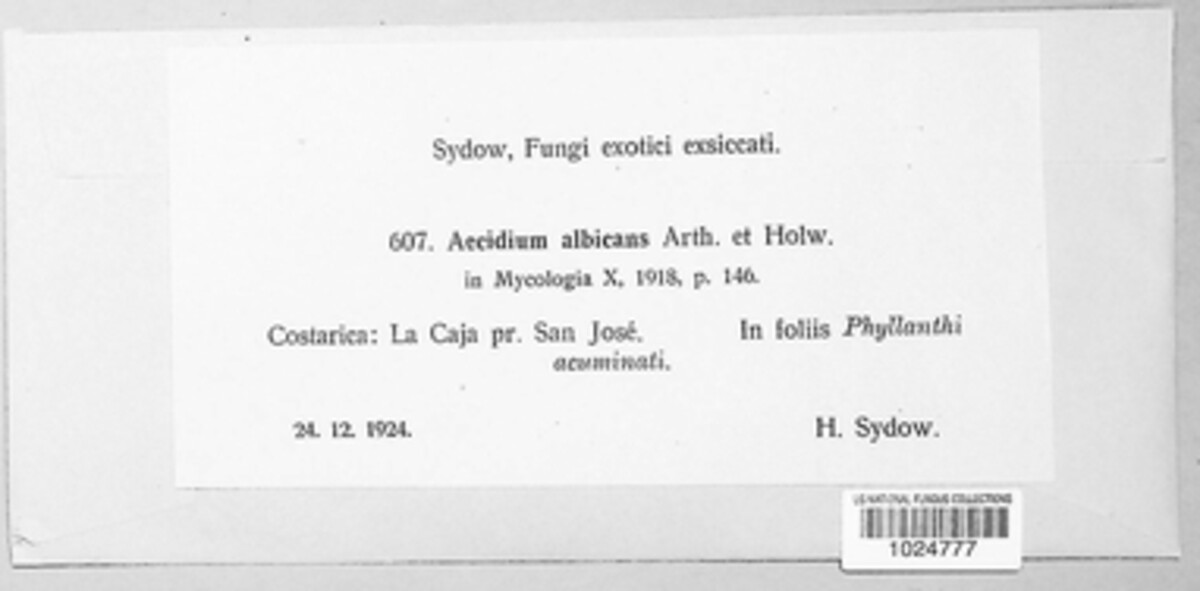 Sydow, Fungi exotici exsiccati.
607. Aecidium albicans Arth. et Holw.
in Mycologia X, 1918, p. 146.
Costarica: La Caja pr. San José. In foliis Phyllanthi
acuminati.
24. 12. 1924. H. Sydow.
US NATIONAL FUNGUS COLLECTIONS
1024777